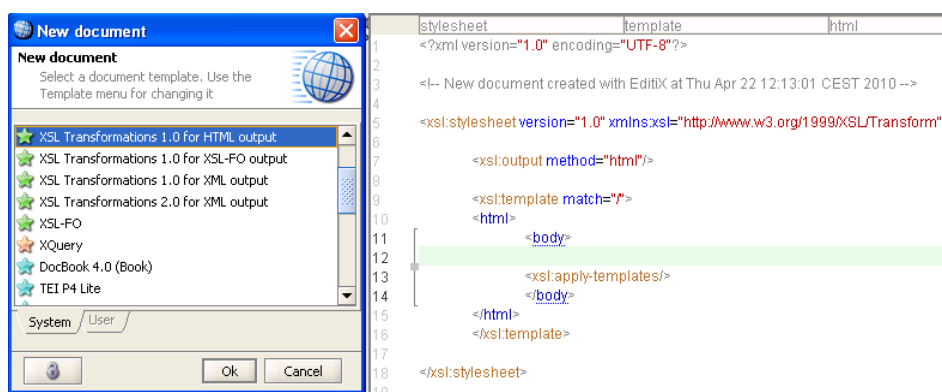 New document
New document
Select a document template. Use the
Template menu for changing it
XSL Transformations 1.0 for HTML output
XSL Transformations 1.0 for XSL-FO output
XSL Transformations 1.0 for XML output
XSL Transformations 2.0 for XML output
XSL-FO
XQuery
DocBook 4.0 (Book)
TEI P4 Lite
System / User /
Ok Cancel
stylesheet template html
1 <?xml version="1.0" encoding="UTF-8"?>
2
3 <!-- New document created with EditiX at Thu Apr 22 12:13:01 CEST 2010 -->
4
5 <xsl:stylesheet version="1.0" xmlns:xsl="http://www.w3.org/1999/XSL/Transform"
6
7 <xsl:output method="html"/>
8
9 <xsl:template match="/">
10 <html>
11 <body>
12
13 <xsl:apply-templates/>
14 </body>
15 </html>
16 </xsl:template>
17
18 </xsl:stylesheet>
19